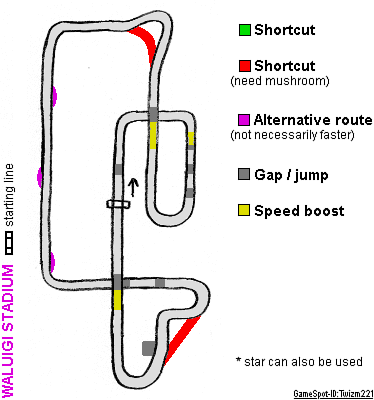 Shortcut
Shortcut
(need mushroom)
Alternative route
(not necessarily faster)
Gap / jump
Speed boost
WALUIGI STADIUM
starting line
* star can also be used
GameSpot-ID:Twizm221